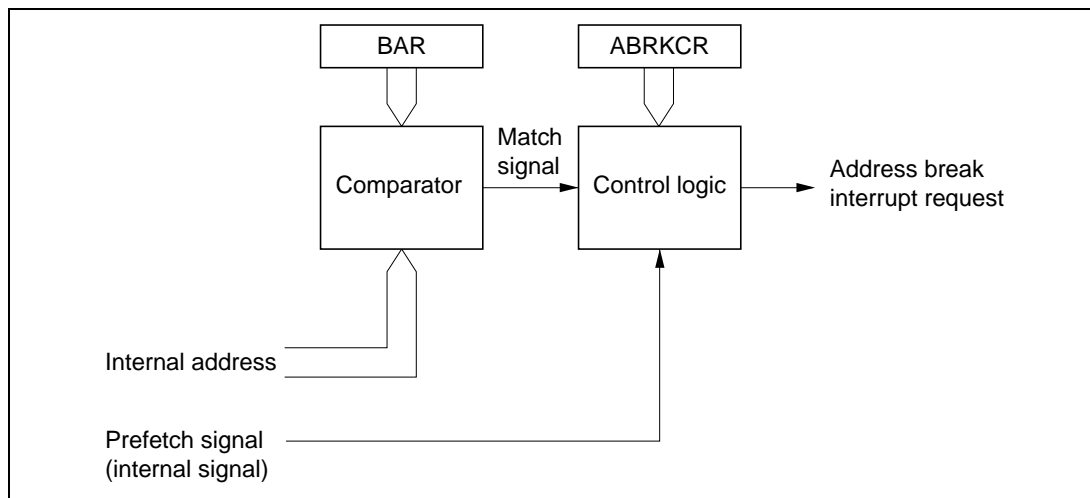 BAR
ABRKCR
Match
signal
Comparator
Control logic
Address break
interrupt request
Internal address
Prefetch signal
(internal signal)